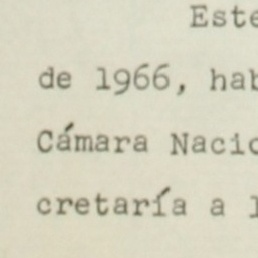 Este
de 1966, hab
Cámara Nacio
cretaría a l